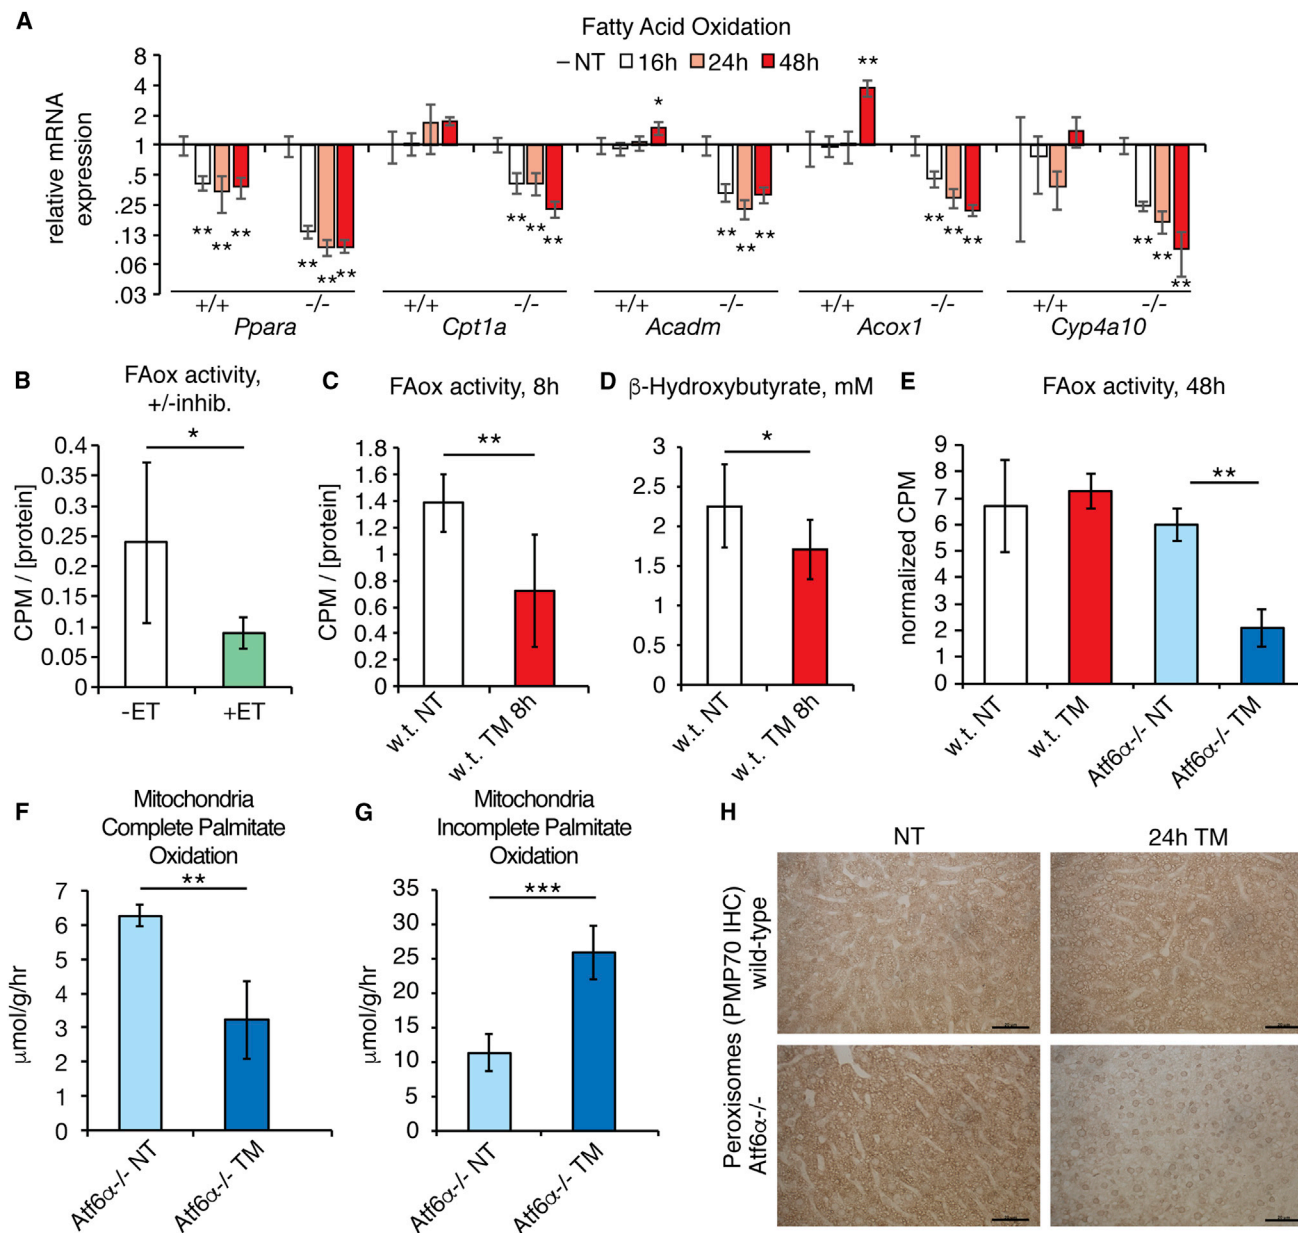 A
Fatty Acid Oxidation
– NT 16h 24h 48h
relative mRNA
expression
8
4
2
1
.5
.25
.13
.06
.03
** ** **
** ** **
** ** **
*
** ** **
**
** ** **
** ** **
+/+ -/- +/+ -/- +/+ -/- +/+ -/- +/+ -/-
Ppara Cpt1a Acadm Acox1 Cyp4a10
B
FAox activity,
+/-inhib.
CPM / [protein]
0.4
0.35
0.3
0.25
0.2
0.15
0.1
0.05
0
*
-ET +ET
C
FAox activity, 8h
CPM / [protein]
1.8
1.6
1.4
1.2
1
0.8
0.6
0.4
0.2
0
**
w.t. NT
w.t. TM 8h
D
β-Hydroxybutyrate, mM
3
2.5
2
1.5
1
0.5
0
*
w.t. NT
w.t. TM 8h
E
FAox activity, 48h
normalized CPM
9
8
7
6
5
4
3
2
1
0
**
w.t. NT
w.t. TM
Atf6α-/- NT
Atf6α-/- TM
F
Mitochondria
Complete Palmitate
Oxidation
μmol/g/hr
7
6
5
4
3
2
1
0
**
Atf6α-/- NT
Atf6α-/- TM
G
Mitochondria
Incomplete Palmitate
Oxidation
μmol/g/hr
35
30
25
20
15
10
5
0
***
Atf6α-/- NT
Atf6α-/- TM
H
NT 24h TM
Peroxisomes (PMP70 IHC)
wild-type
Atf6α-/-